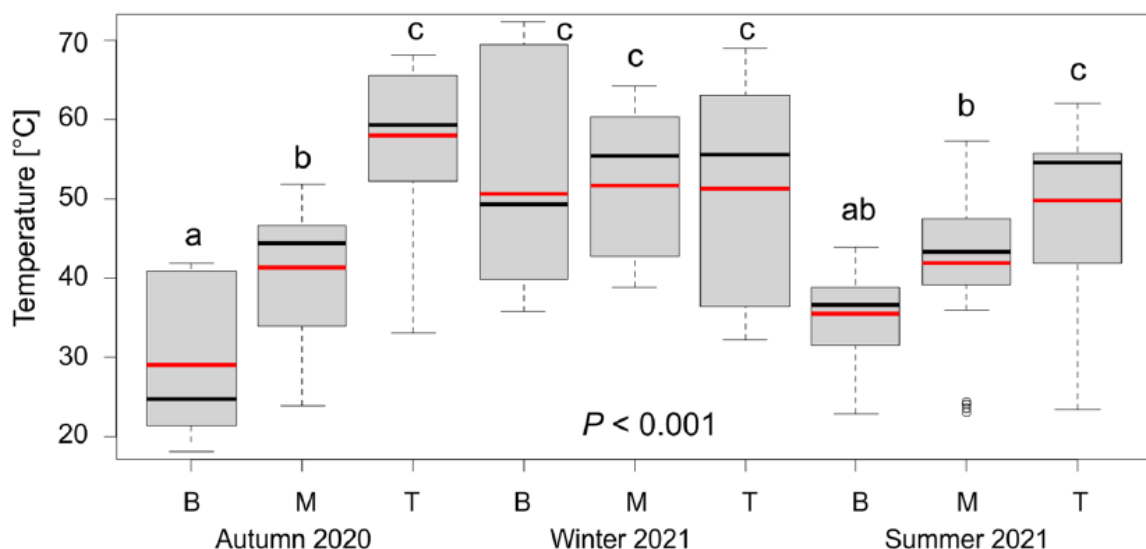 Temperature [°C]
70
60
50
40
30
20
a
b
c
c
c
c
ab
b
c
P < 0.001
B M T B M T B M T
Autumn 2020 Winter 2021 Summer 2021